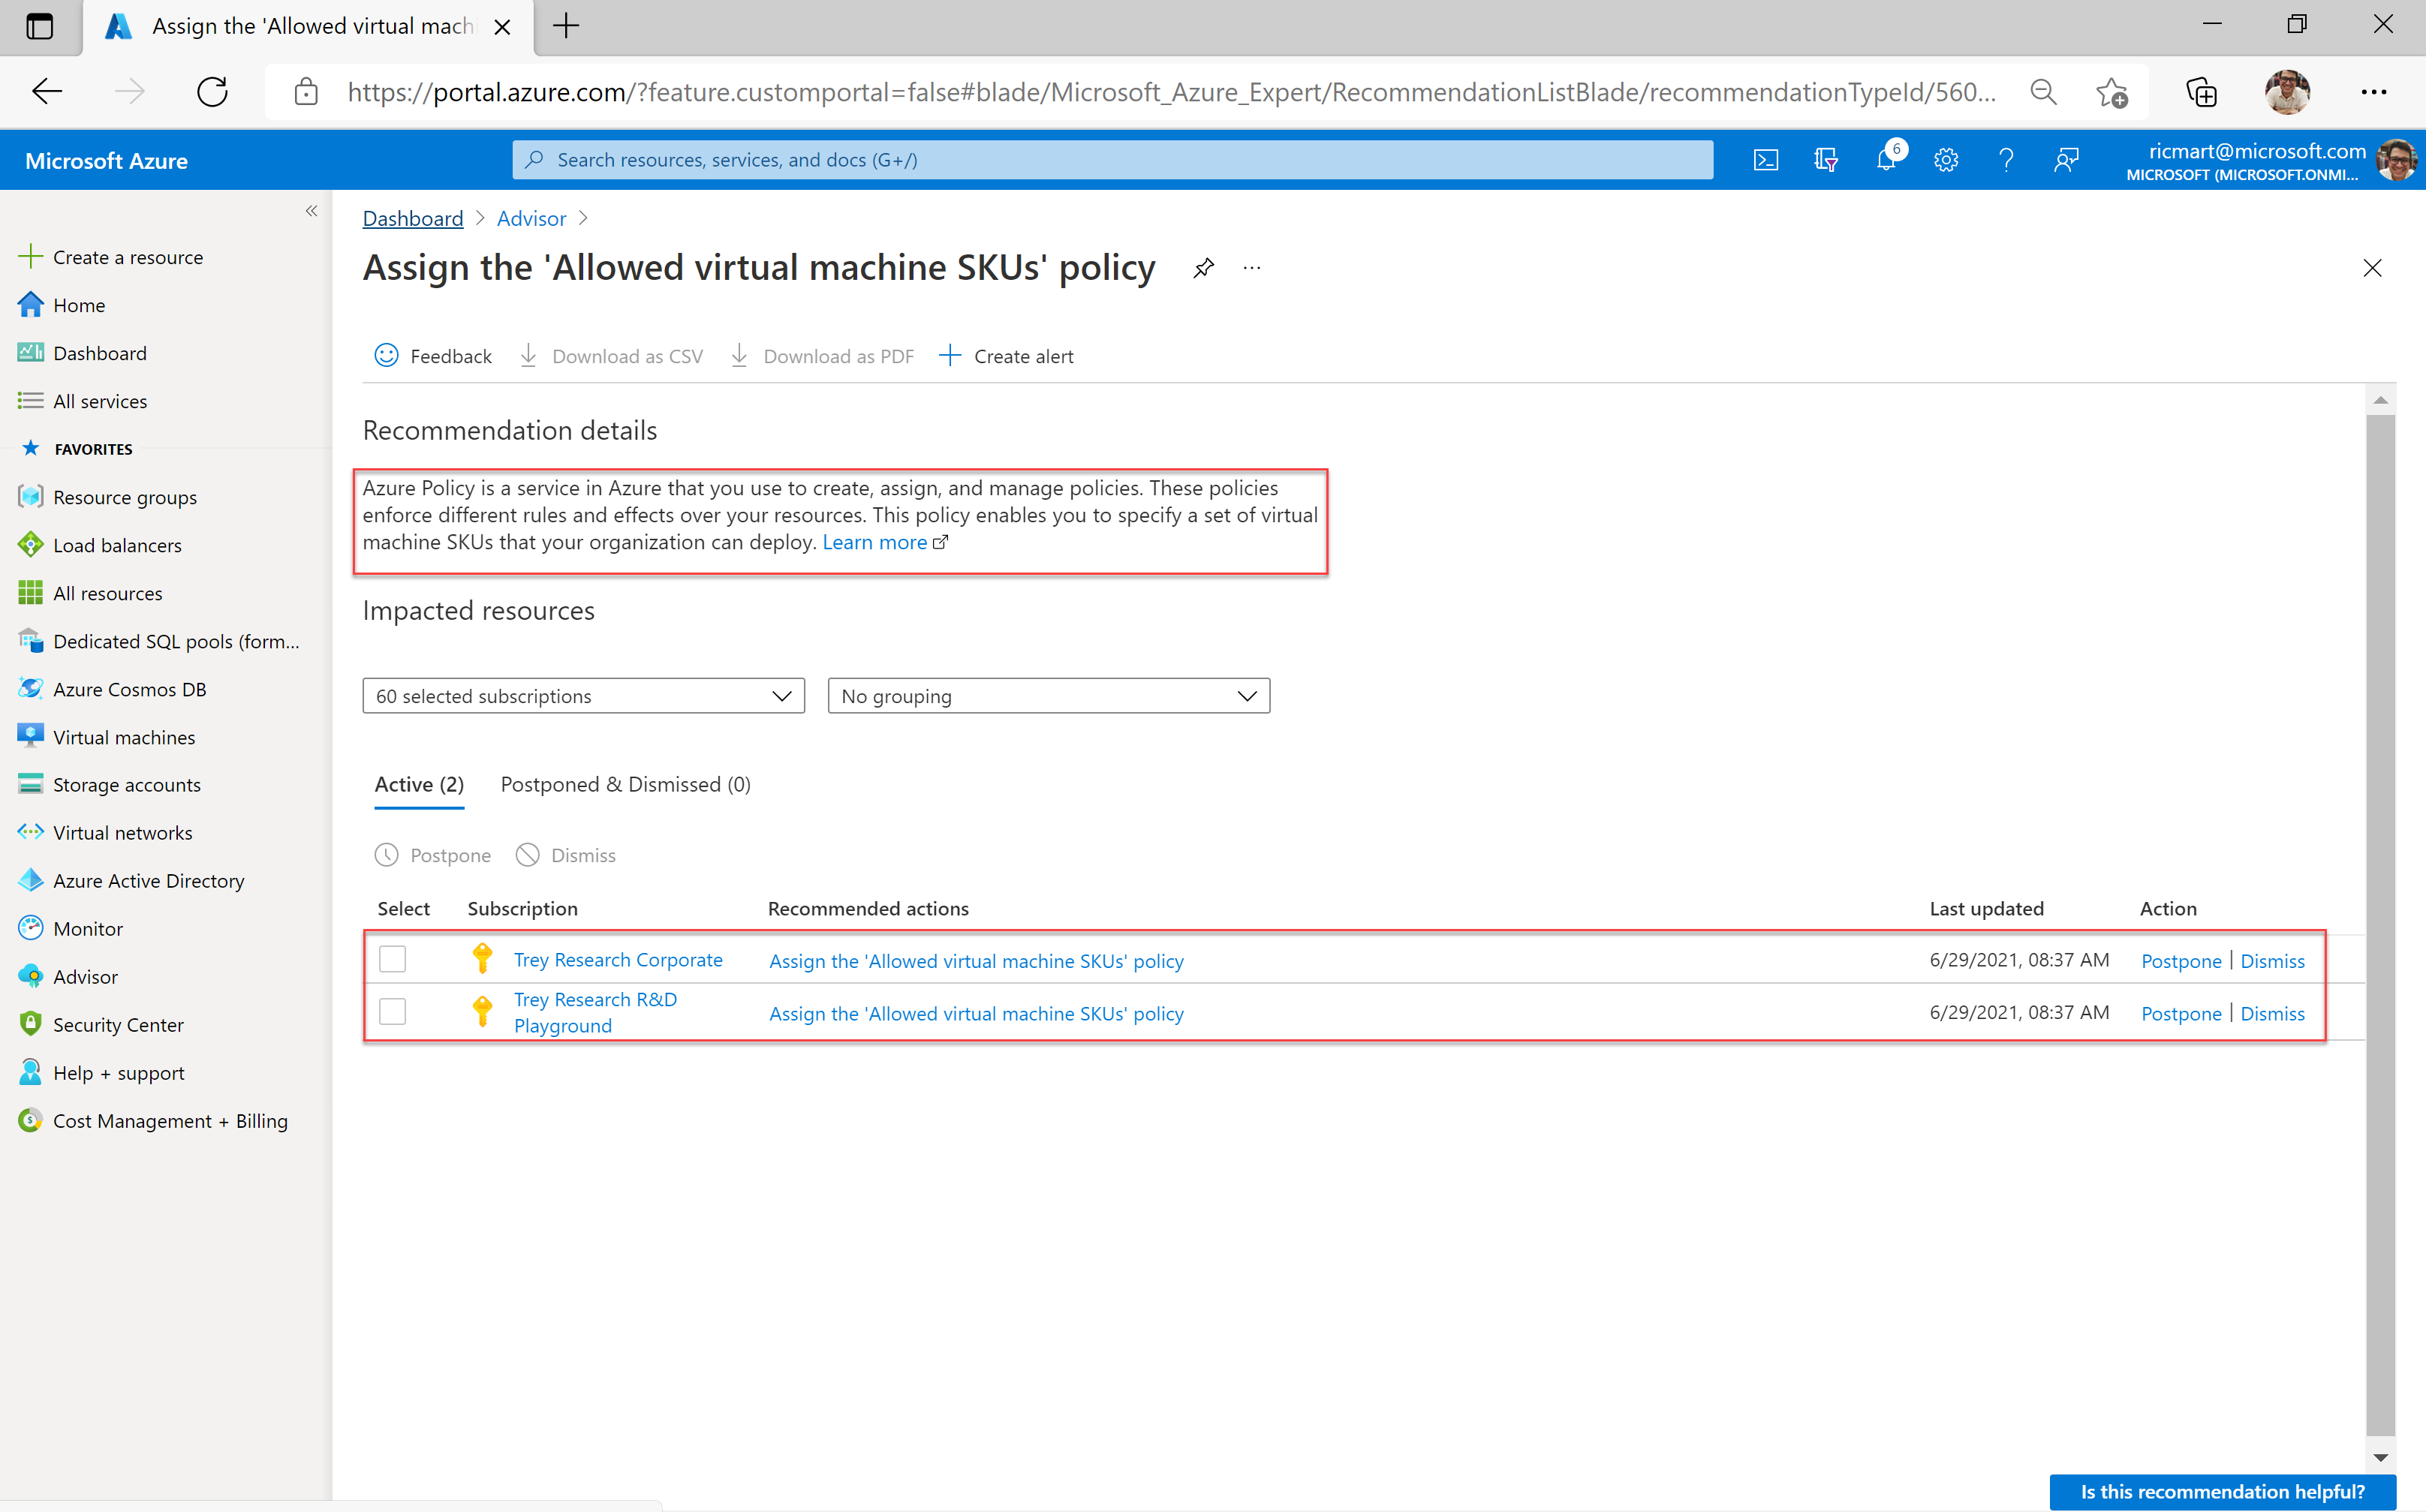 Assign the 'Allowed virtual mach
https://portal.azure.com/?feature.customportal=false#blade/Microsoft_Azure_Expert/RecommendationListBlade/recommendationTypeId/560...
Microsoft Azure
Search resources, services, and docs (G+/)
6
ricmart@microsoft.com
MICROSOFT (MICROSOFT.ONMI...
Create a resource
Home
Dashboard
All services
FAVORITES
Resource groups
Load balancers
All resources
Dedicated SQL pools (form...
Azure Cosmos DB
Virtual machines
Storage accounts
Virtual networks
Azure Active Directory
Monitor
Advisor
Security Center
Help + support
Cost Management + Billing
Dashboard > Advisor >
Assign the 'Allowed virtual machine SKUs' policy
Feedback Download as CSV Download as PDF Create alert
Recommendation details
Azure Policy is a service in Azure that you use to create, assign, and manage policies. These policies
enforce different rules and effects over your resources. This policy enables you to specify a set of virtual
machine SKUs that your organization can deploy. Learn more
Impacted resources
60 selected subscriptions No grouping
Active (2) Postponed & Dismissed (0)
Postpone Dismiss
Select Subscription Recommended actions Last updated Action
Trey Research Corporate Assign the 'Allowed virtual machine SKUs' policy 6/29/2021, 08:37 AM Postpone | Dismiss
Trey Research R&D
Playground Assign the 'Allowed virtual machine SKUs' policy 6/29/2021, 08:37 AM Postpone | Dismiss
Is this recommendation helpful?